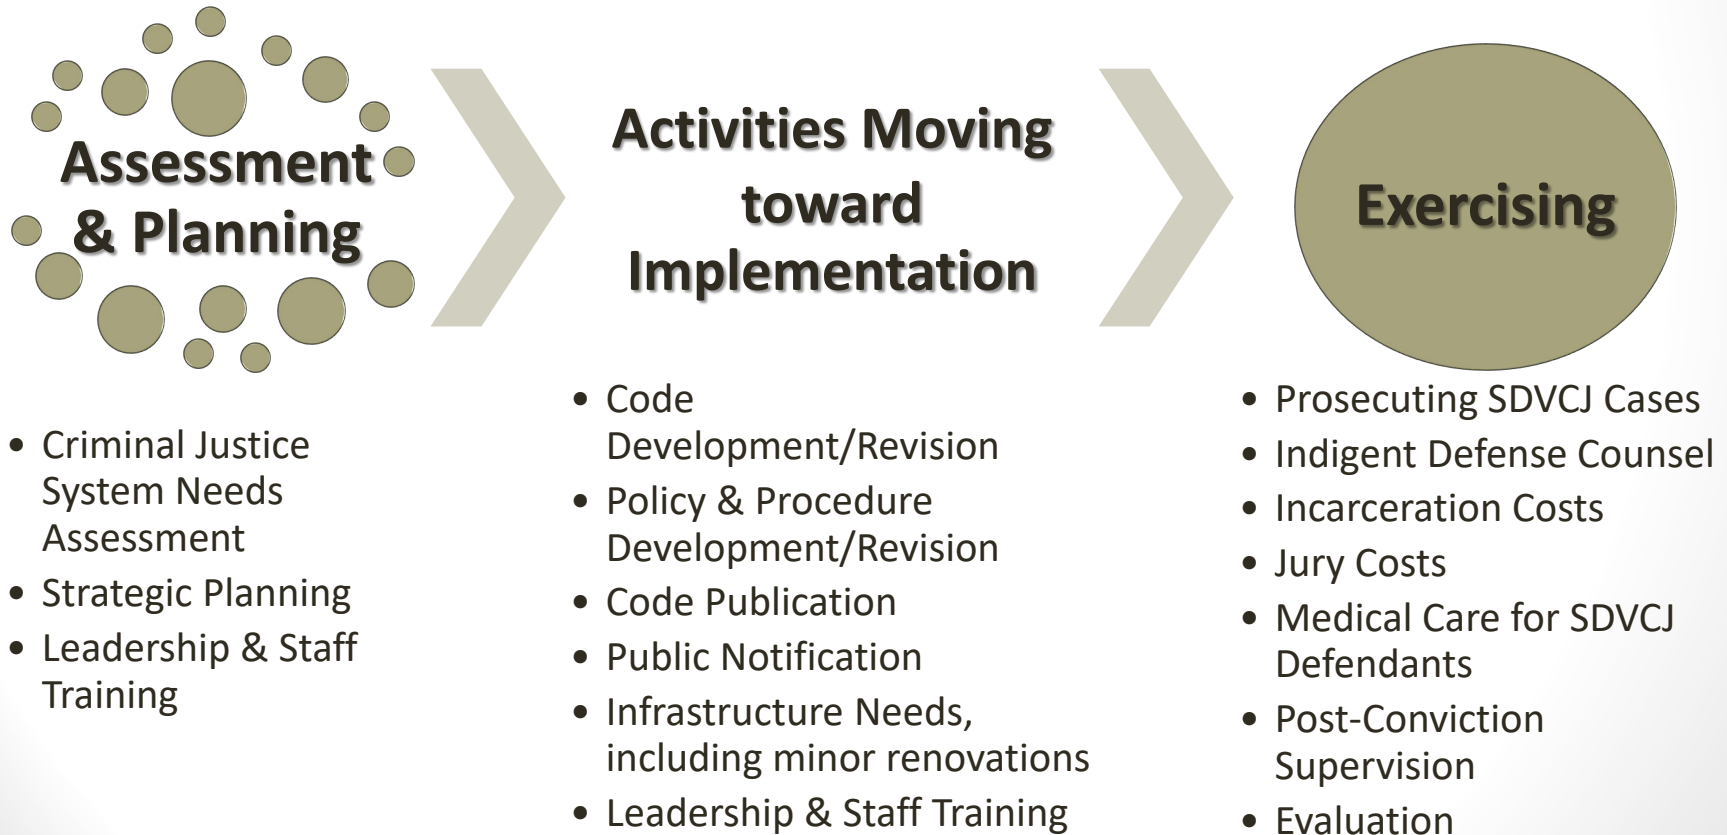 Assessment
& Planning
• Criminal Justice
System Needs
Assessment
• Strategic Planning
• Leadership & Staff
Training
Activities Moving
toward
Implementation
• Code
Development/Revision
• Policy & Procedure
Development/Revision
• Code Publication
• Public Notification
• Infrastructure Needs,
including minor renovations
• Leadership & Staff Training
Exercising
• Prosecuting SDVCJ Cases
• Indigent Defense Counsel
• Incarceration Costs
• Jury Costs
• Medical Care for SDVCJ
Defendants
• Post-Conviction
Supervision
• Evaluation